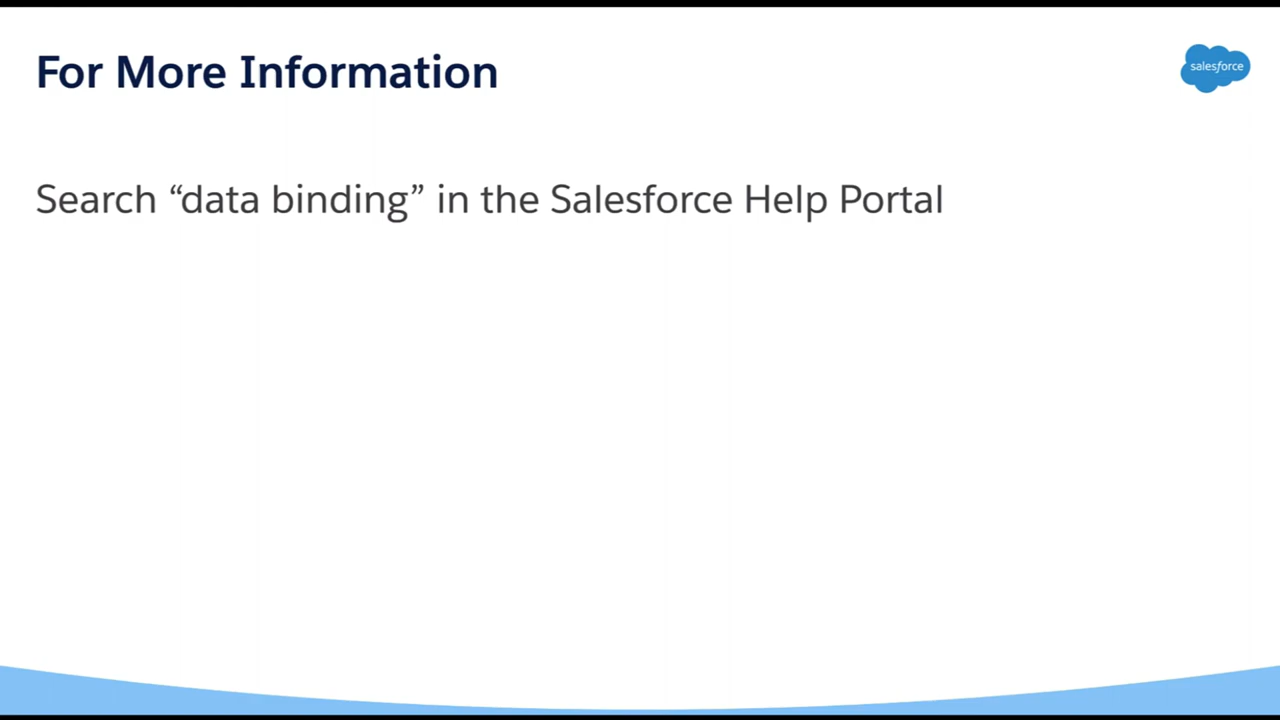 For More Information
salesforce
Search “data binding” in the Salesforce Help Portal